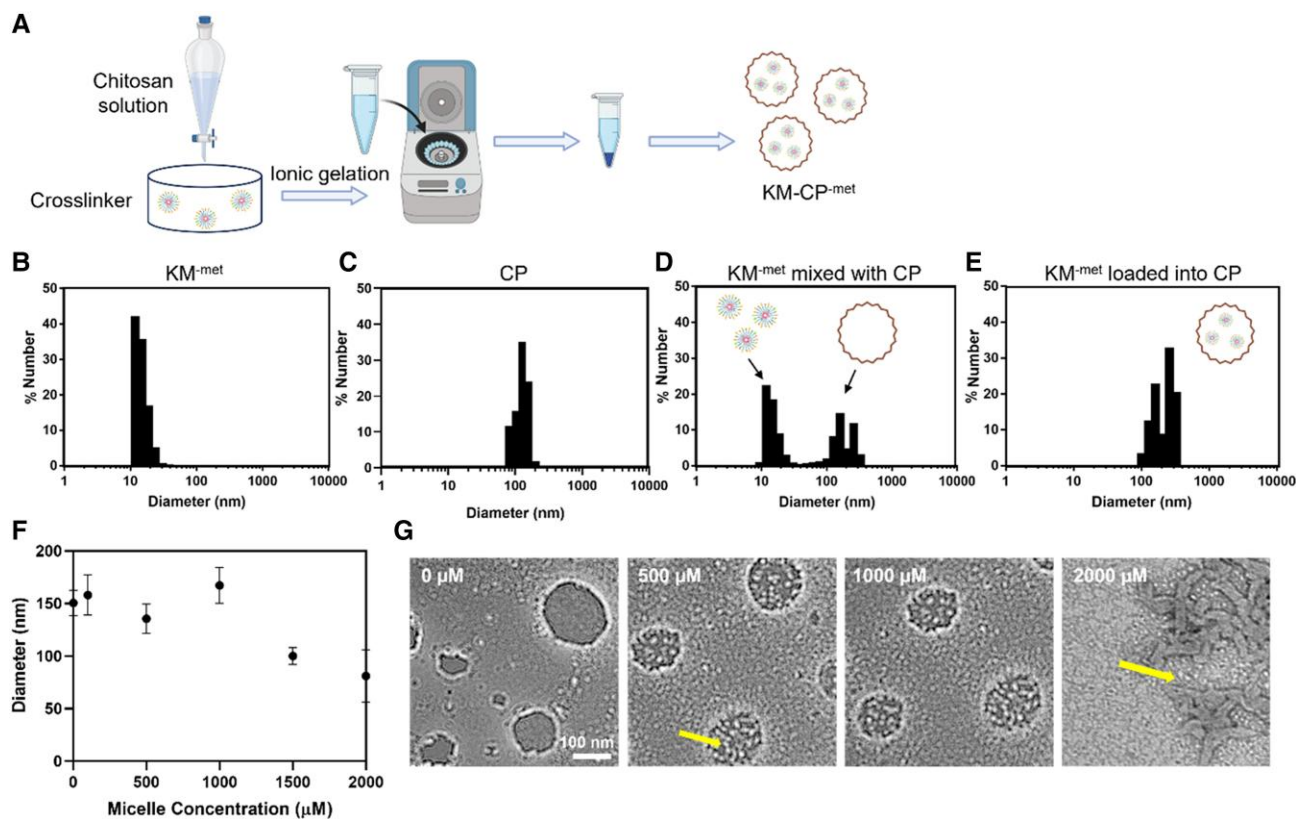 A
Chitosan
solution
Crosslinker
Ionic gelation
KM-CP-met
B
KM-met
50
40
30
20
10
0
% Number
1
10
100
1000
10000
Diameter (nm)
C
CP
50
40
30
20
10
0
% Number
1
10
100
1000
10000
Diameter (nm)
D
KM-met mixed with CP
50
40
30
20
10
0
% Number
1
10
100
1000
10000
Diameter (nm)
E
KM-met loaded into CP
50
40
30
20
10
0
% Number
1
10
100
1000
10000
Diameter (nm)
F
200
150
100
50
0
Diameter (nm)
0
500
1000
1500
2000
Micelle Concentration (μM)
G
0 μM
100 nm
500 μM
1000 μM
2000 μM